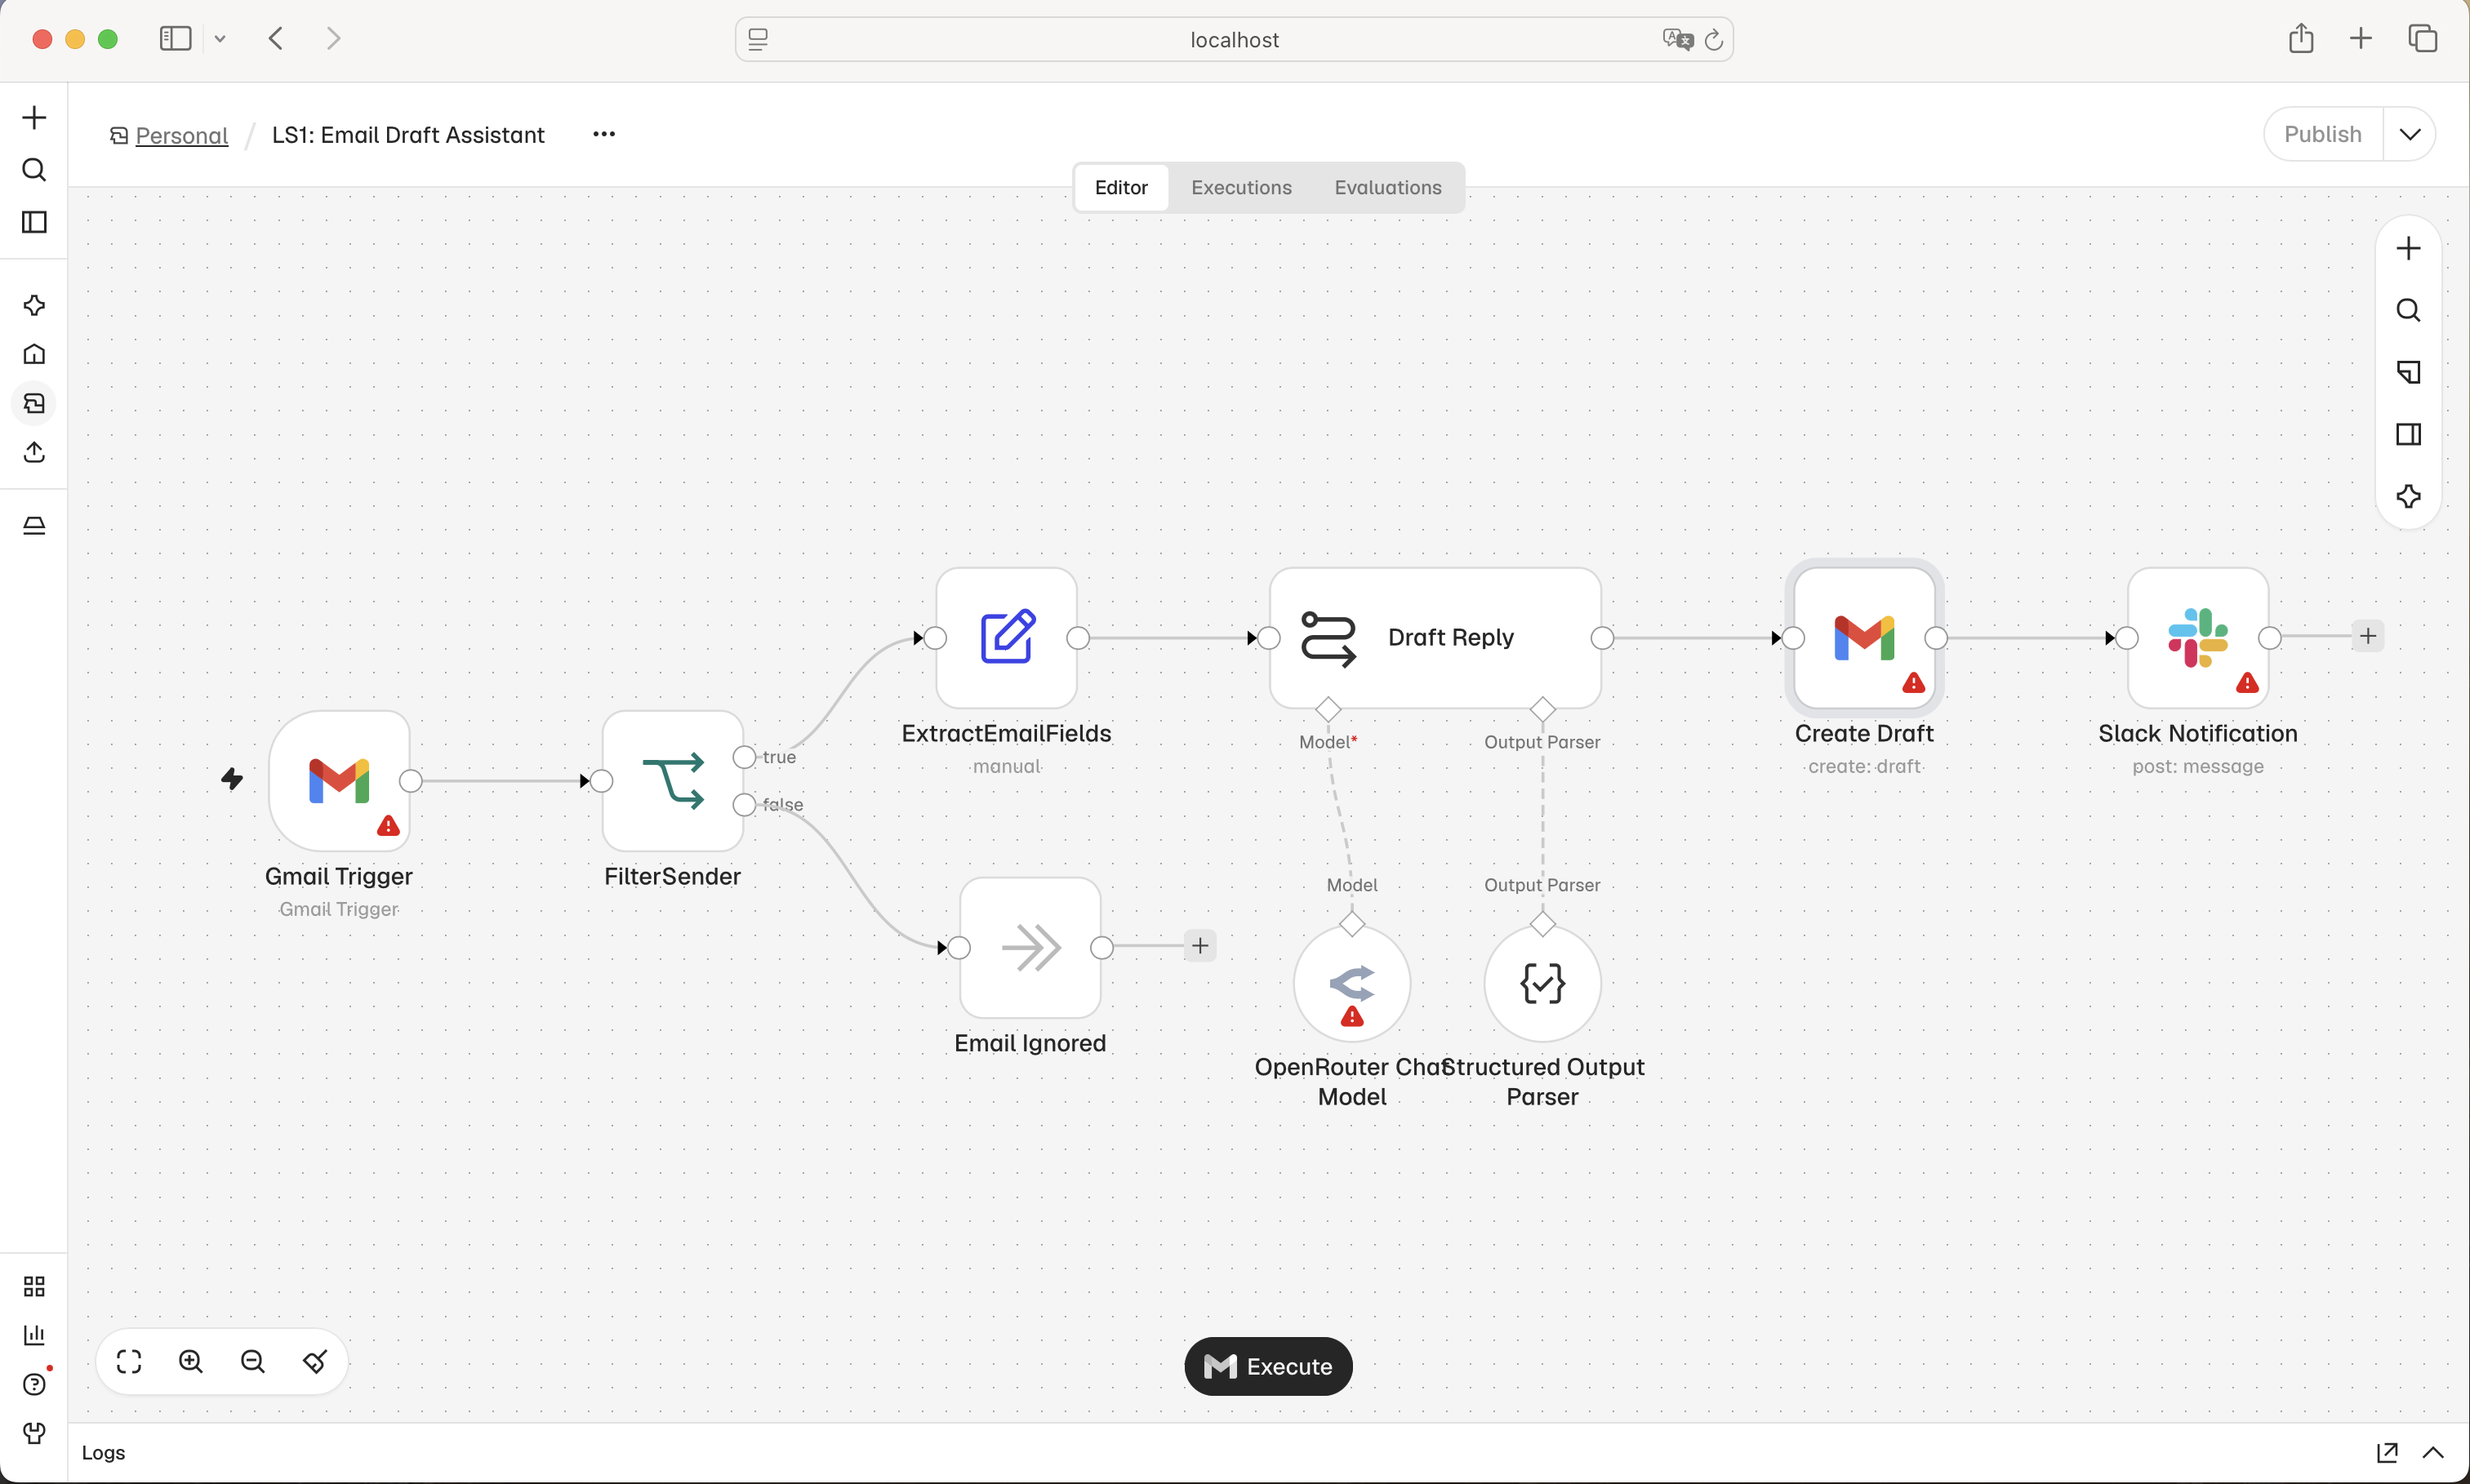 localhost
Personal / LS1: Email Draft Assistant
Publish
Editor
Executions
Evaluations
Gmail Trigger
Gmail Trigger
FilterSender
true
false
ExtractEmailFields
manual
Email Ignored
Draft Reply
Model*
Output Parser
Model
Output Parser
OpenRouter Chat
Model
Structured Output
Parser
Create Draft
create: draft
Slack Notification
post: message
Execute
Logs